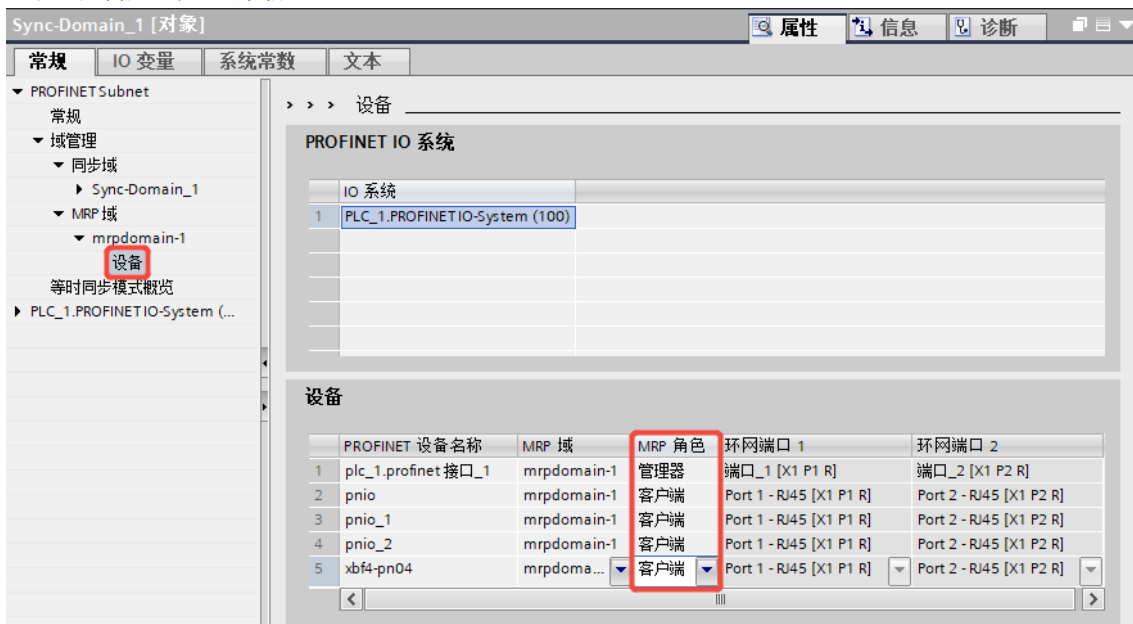 Sync-Domain_1 [对象]
属性
信息
诊断
常规
IO 变量
系统常数
文本
PROFINET Subnet
常规
域管理
同步域
Sync-Domain_1
MRP 域
mrpdomain-1
设备
等时同步模式概览
PLC_1.PROFINET IO-System (...
> > > 设备
PROFINET IO 系统
IO 系统
1 PLC_1.PROFINET IO-System (100)
设备
PROFINET 设备名称 MRP 域 MRP 角色 环网端口 1 环网端口 2
1 plc_1.profinet 接口_1 mrpdomain-1 管理器 端口_1 [X1 P1 R] 端口_2 [X1 P2 R]
2 pnio mrpdomain-1 客户端 Port 1 - RJ45 [X1 P1 R] Port 2 - RJ45 [X1 P2 R]
3 pnio_1 mrpdomain-1 客户端 Port 1 - RJ45 [X1 P1 R] Port 2 - RJ45 [X1 P2 R]
4 pnio_2 mrpdomain-1 客户端 Port 1 - RJ45 [X1 P1 R] Port 2 - RJ45 [X1 P2 R]
5 xbf4-pn04 mrpdoma... 客户端 Port 1 - RJ45 [X1 P1 R] Port 2 - RJ45 [X1 P2 R]